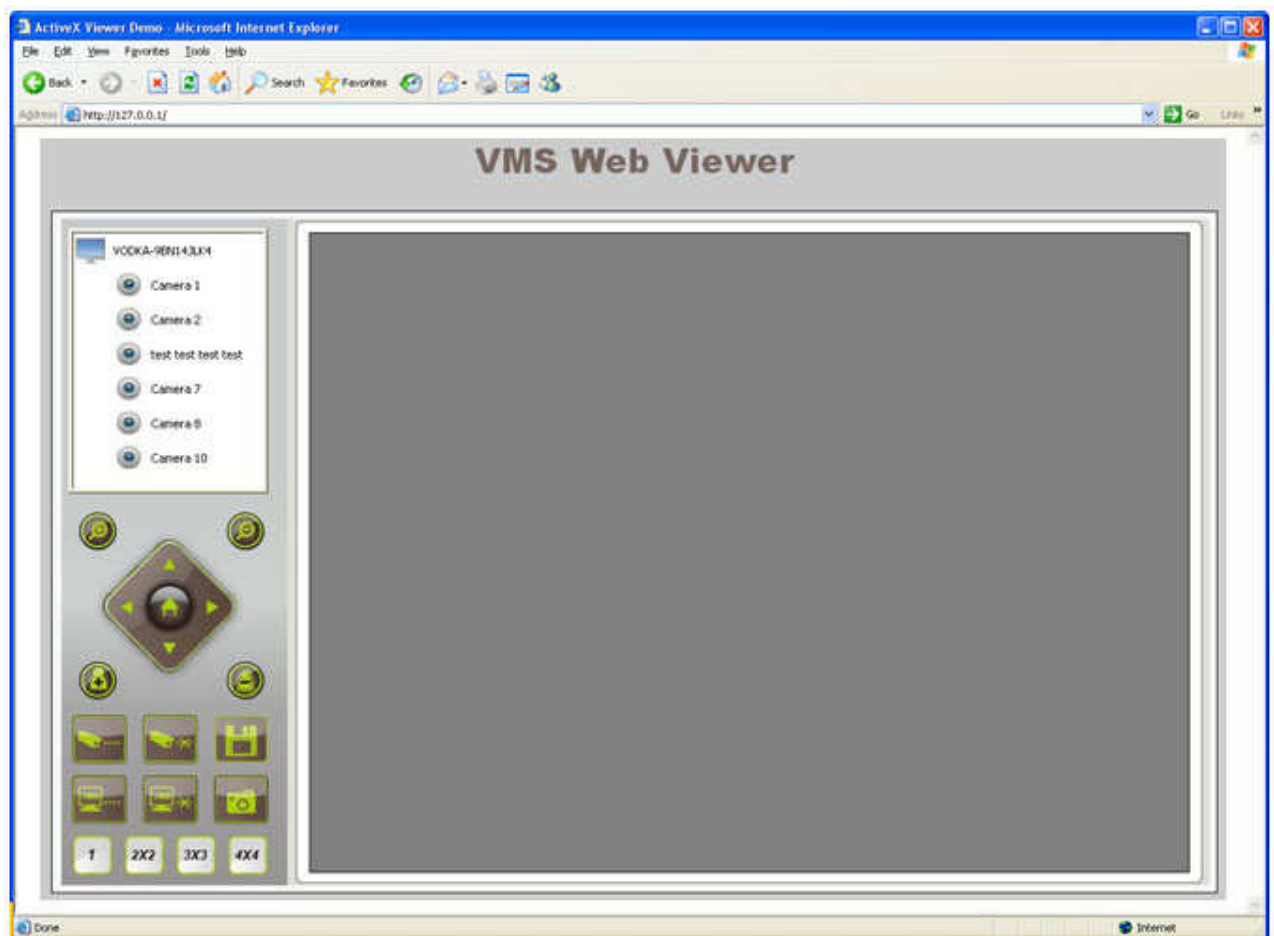 ActiveX Viewer Demo - Microsoft Internet Explorer
File Edit View Favorites Tools Help
Back Search Favorites
Address http://127.0.0.1/ Go Links
VMS Web Viewer
Camera 1
Camera 2
test test test test
Camera 7
Camera 8
Camera 10
1 2X2 3X3 4X4
Done Internet